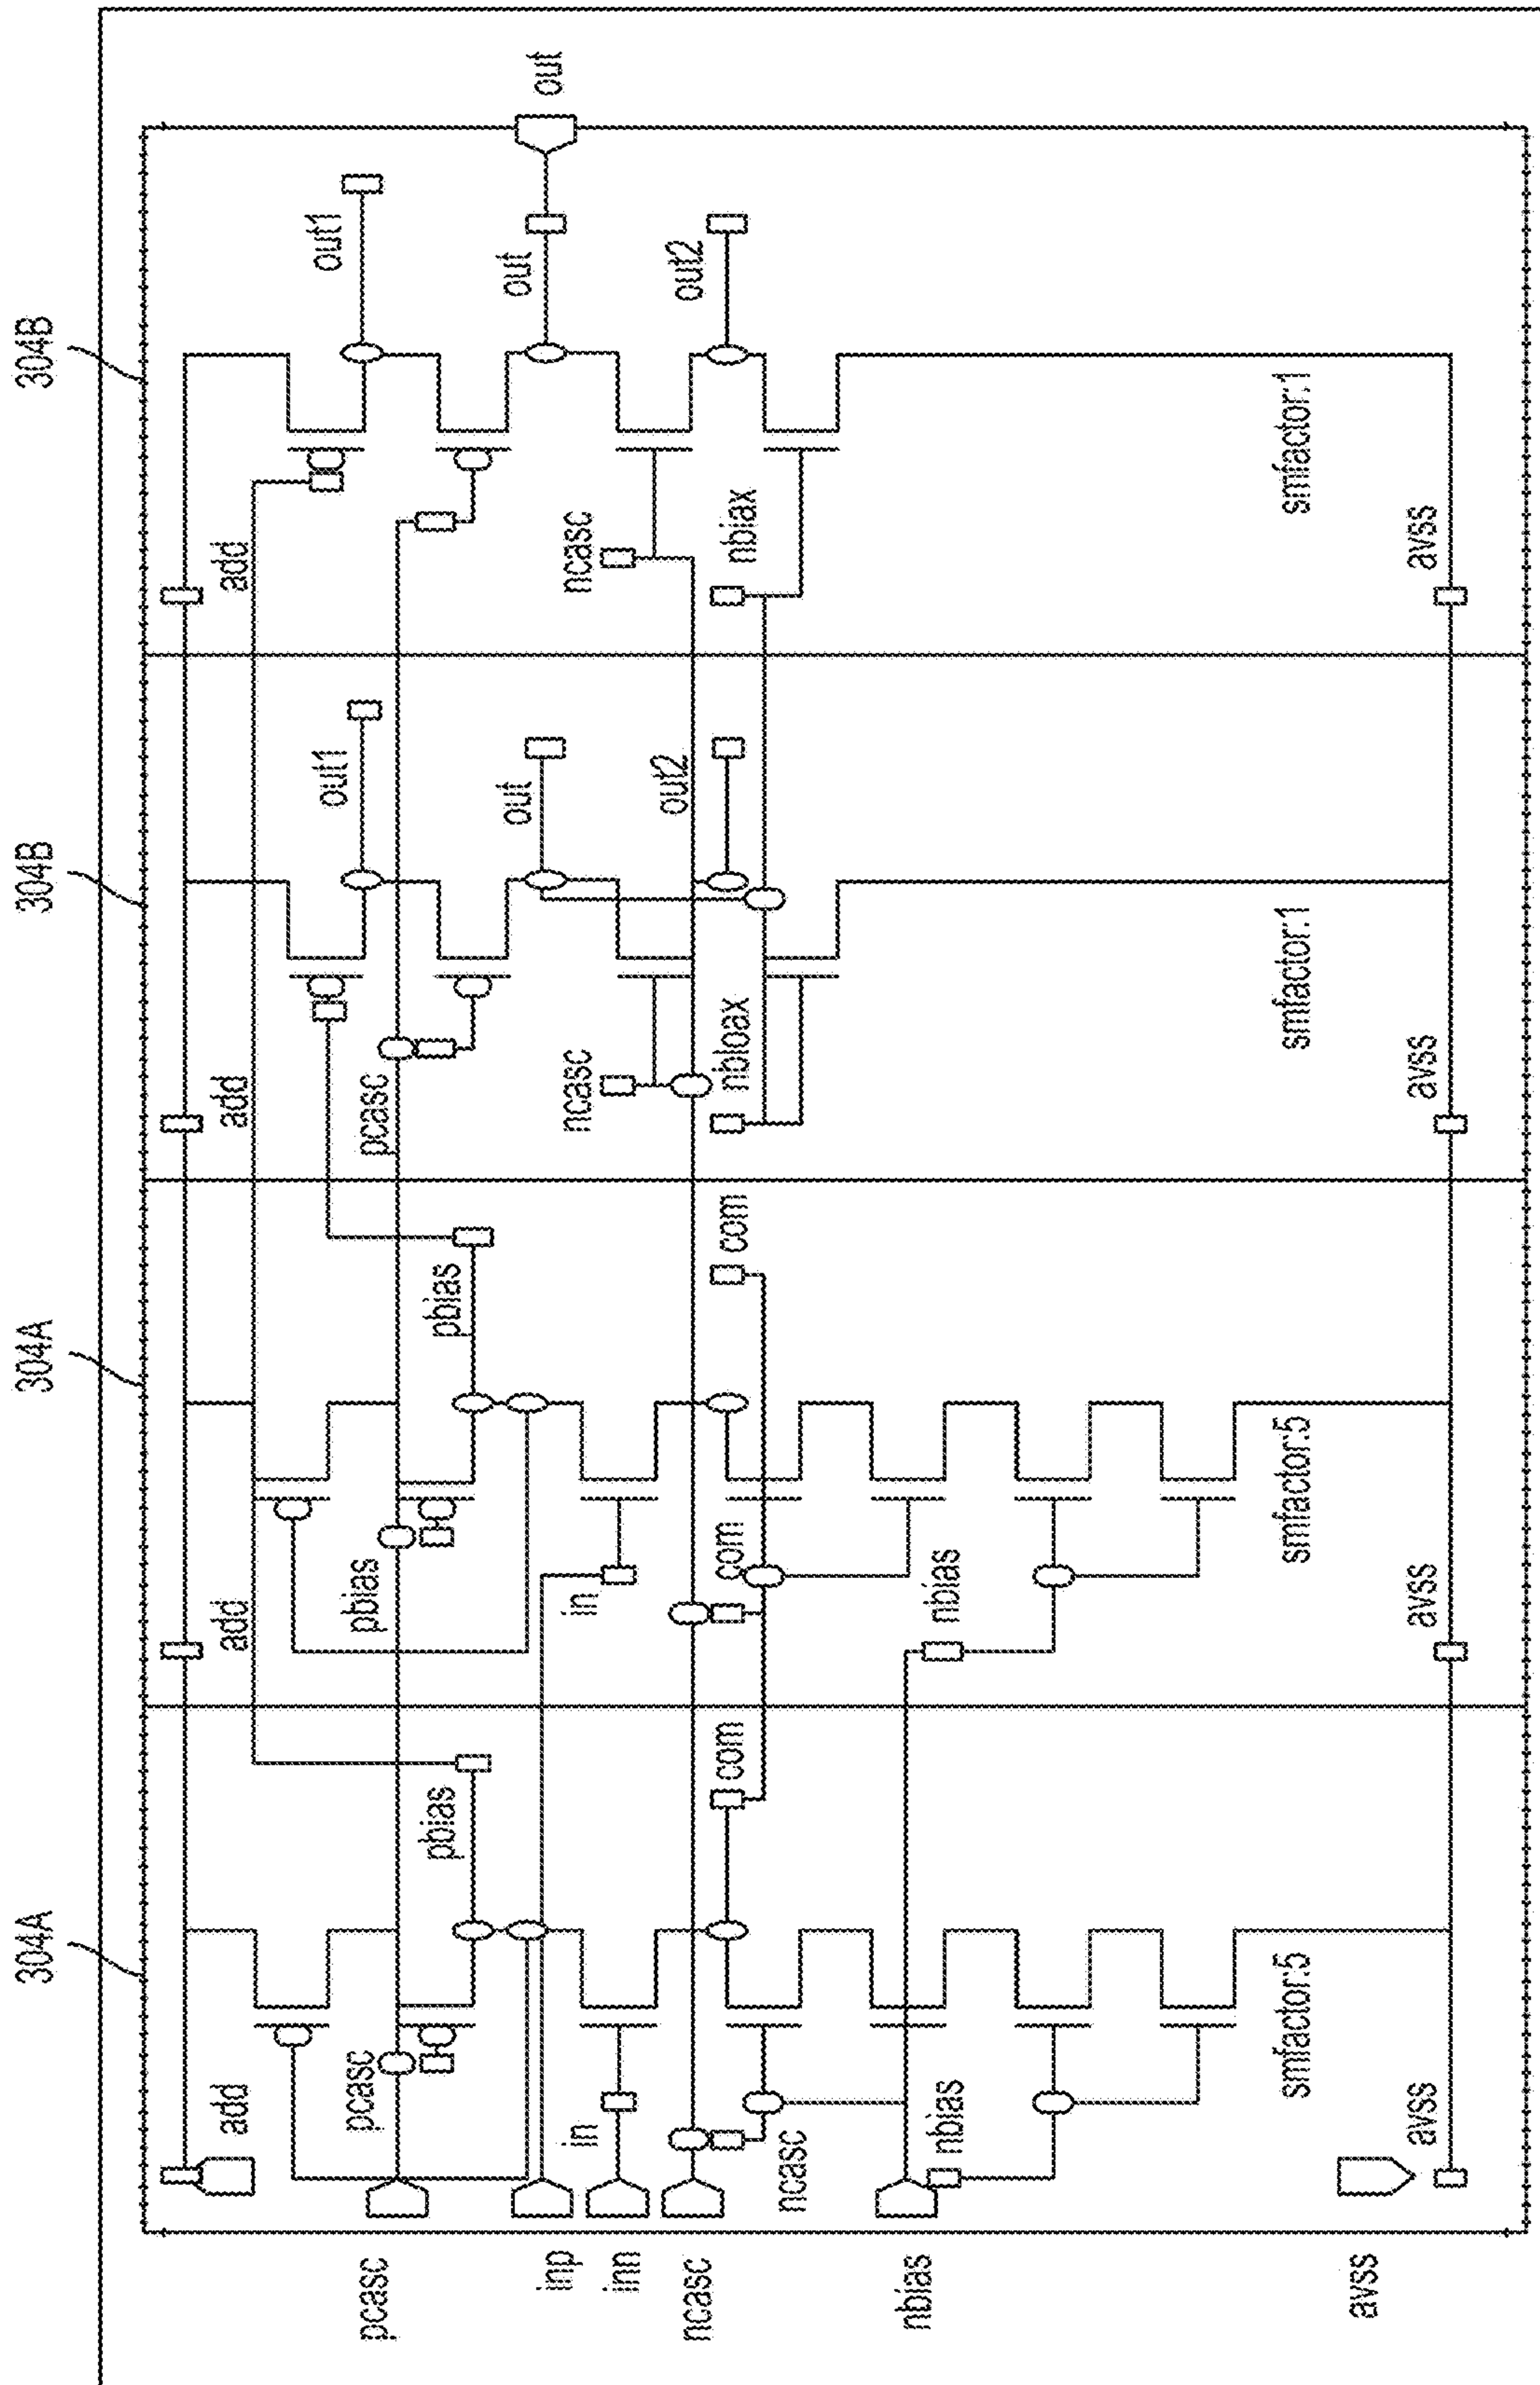 304A
304A
304B
304B
add
add
add
add
out1
out1
out
pcasc
pcasc
pbias
pcasc
pbias
pbias
out
out
inp
inn
in
in
ncasc
ncasc
out2
out2
ncasc
com
com
com
nbloax
nbiax
ncasc
nbias
nbias
nbias
smfactor:5
smfactor:5
smfactor:1
smfactor:1
avss
avss
avss
avss
avss